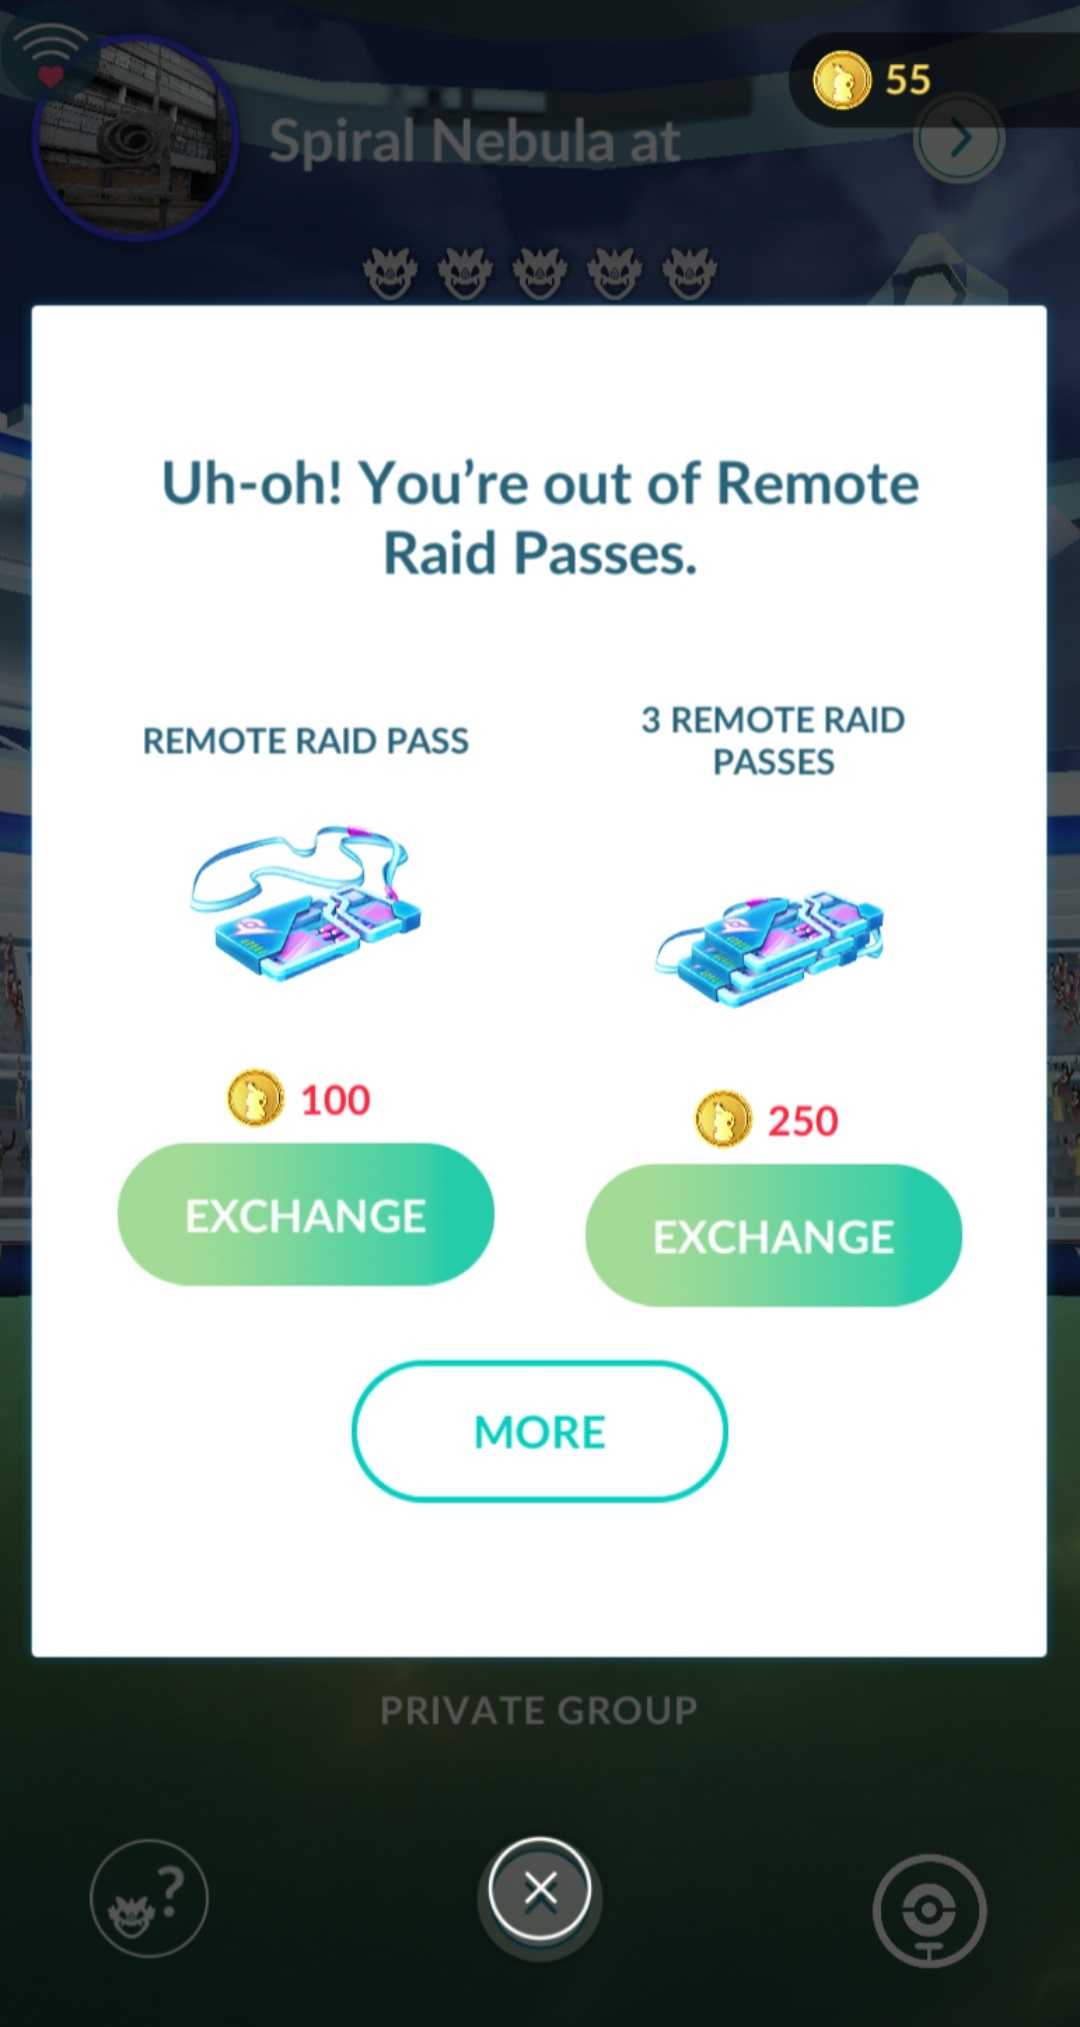 55
Spiral Nebula at
Uh-oh! You’re out of Remote
Raid Passes.
REMOTE RAID PASS
3 REMOTE RAID
PASSES
100
250
EXCHANGE
EXCHANGE
MORE
PRIVATE GROUP
?